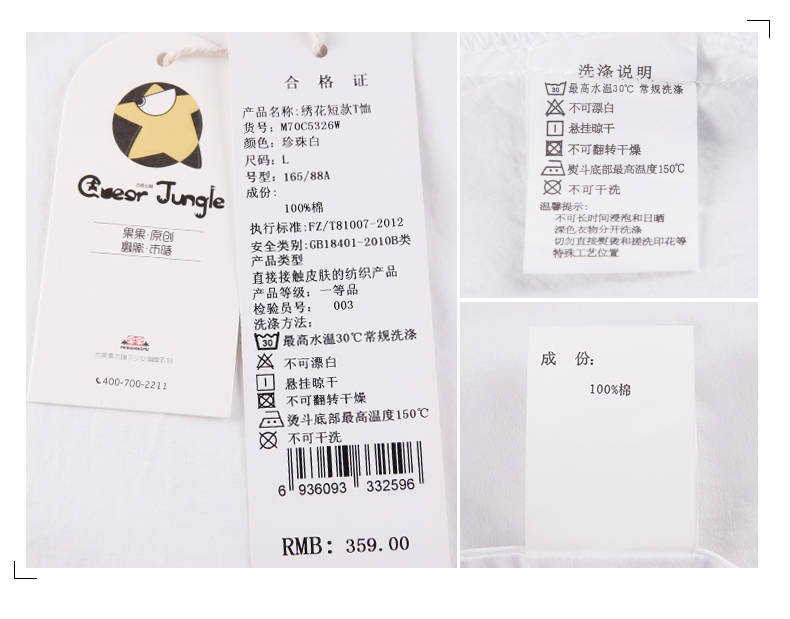 Queer Jungle
果果·原创
400-700-2211
合 格 证
产品名称:绣花短款T恤
货号: M70C5326W
颜色: 珍珠白
尺码: L
号型: 165/88A
成份:
100%棉
执行标准:FZ/T81007-2012
安全类别:GB18401-2010B类
产品类型
直接接触皮肤的纺织产品
产品等级: 一等品
检验员号: 003
洗涤方法:
30 最高水温30℃常规洗涤
不可漂白
悬挂晾干
不可翻转干燥
熨斗底部最高温度150℃
不可干洗
6 936093 332596
RMB: 359.00
洗涤说明
30 最高水温30℃ 常规洗涤
不可漂白
悬挂晾干
不可翻转干燥
熨斗底部最高温度150℃
不可干洗
温馨提示:
不可长时间浸泡和日晒
深色衣物分开洗涤
切勿直接熨烫和搓洗印花等
特殊工艺位置
成 份:
100%棉